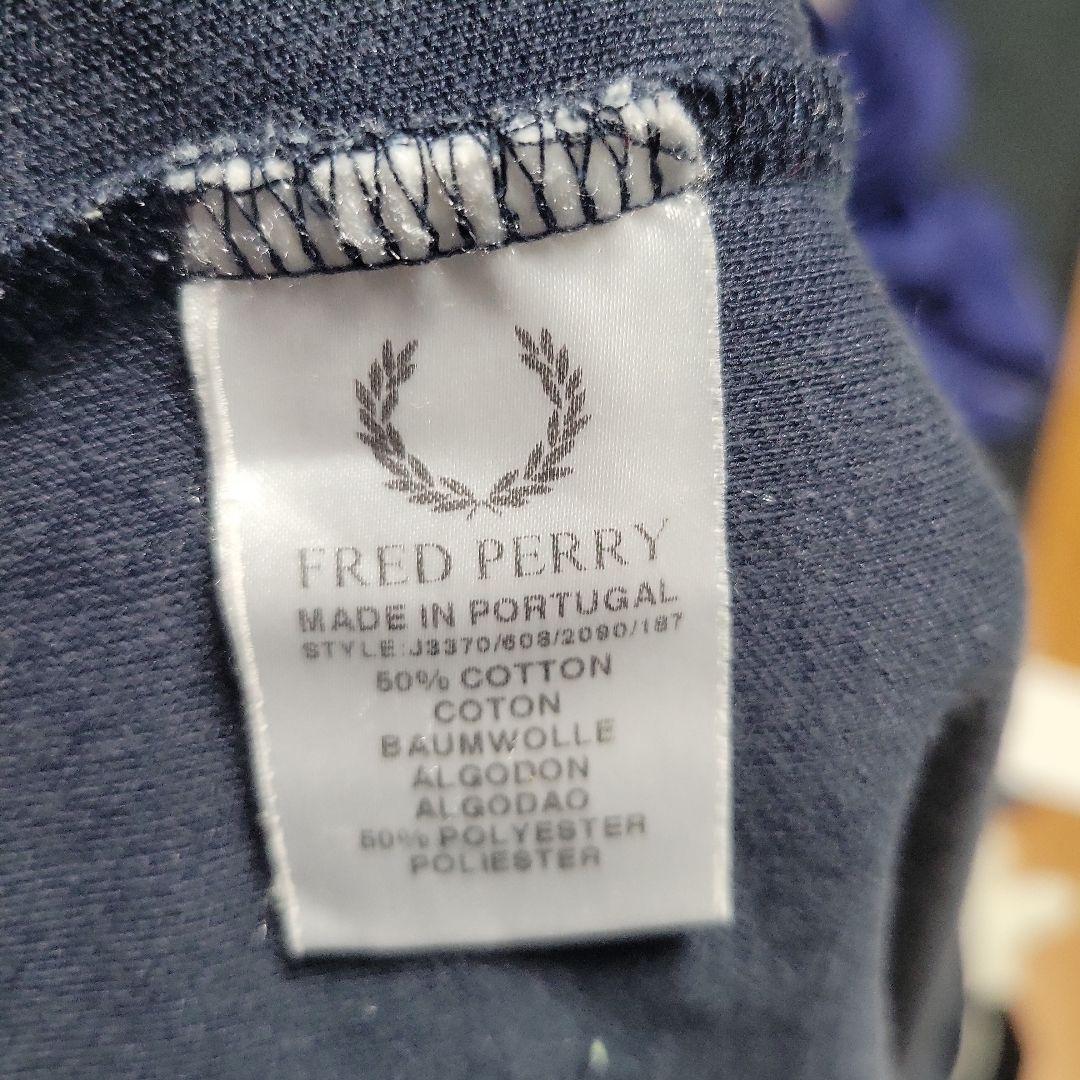 FRED PERRY
MADE IN PORTUGAL
STYLE:J3370/608/2090/187
50% COTTON
COTON
BAUMWOLLE
ALGODON
ALGODAO
50% POLYESTER
POLIESTER